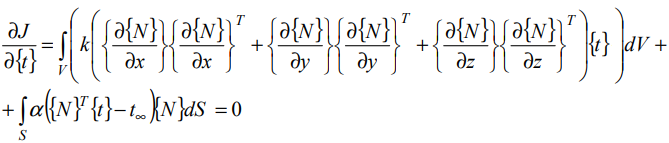 ∂J/∂{t} = ∫_V (k({∂{N}/∂x}{∂{N}/∂x}^T + {∂{N}/∂y}{∂{N}/∂y}^T + {∂{N}/∂z}{∂{N}/∂z}^T){t})dV +
+ ∫_S α({N}^T{t} − t_∞){N}dS = 0